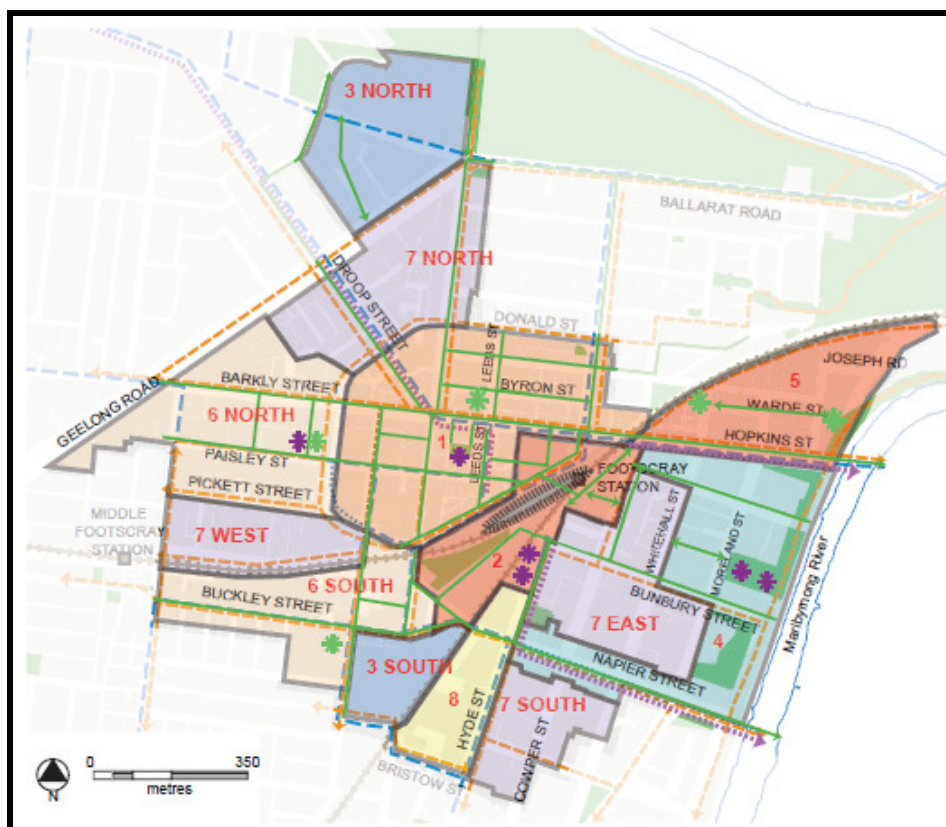 3 NORTH
BALLARAT ROAD
7 NORTH
DROOP STREET
DONALD ST
LEEDS ST
JOSEPH RD
BYRON ST
5
BARKLY STREET
WARDE ST
GEELONG ROAD
6 NORTH
HOPKINS ST
1
LEEDS ST
PAISLEY ST
FOOTSCRAY
STATION
PICKETT STREET
WHITEHALL ST
MORELAND ST
MIDDLE
FOOTSCRAY
STATION
7 WEST
2
Maribymong River
6 SOUTH
BUCKLEY STREET
BUNBURY STREET
7 EAST
4
3 SOUTH
NAPIER STREET
8
7 SOUTH
HYDE ST
COWPER ST
0
350
metres
N
BRISTOW ST